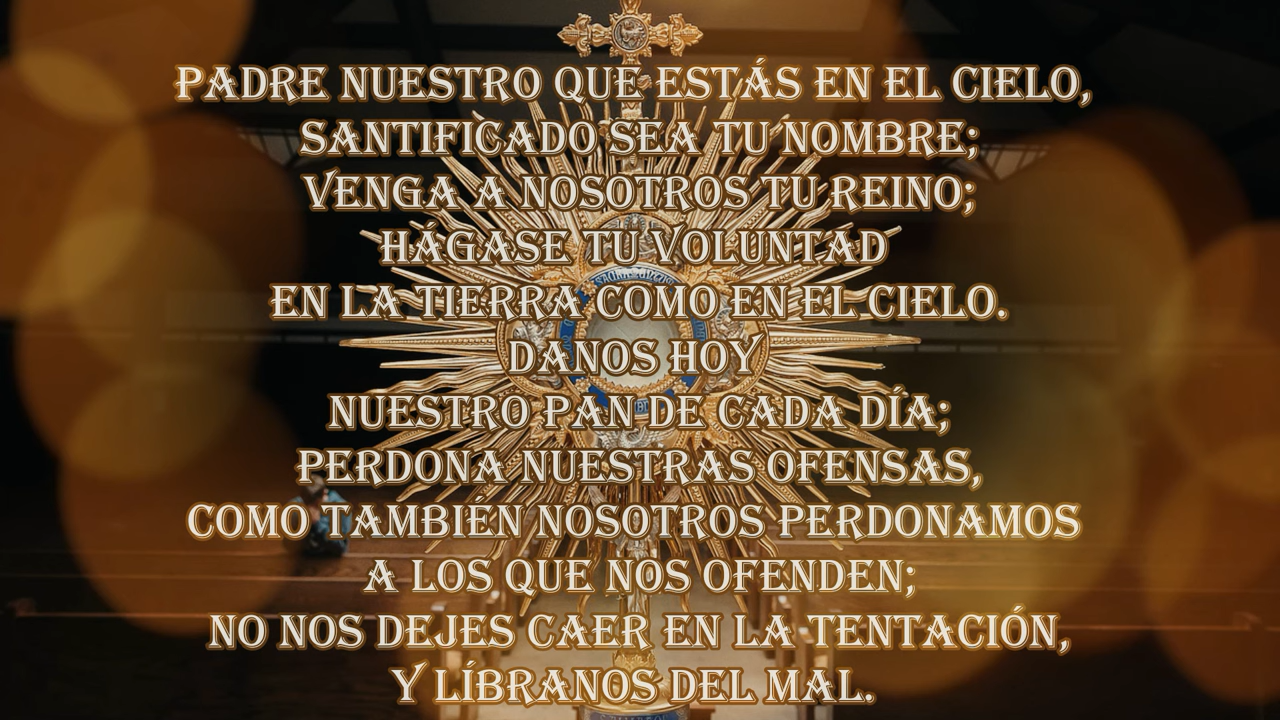 PADRE NUESTRO QUE ESTÁS EN EL CIELO,
SANTIFICADO SEA TU NOMBRE;
VENGA A NOSOTROS TU REINO;
HÁGASE TU VOLUNTAD
EN LA TIERRA COMO EN EL CIELO.
DANOS HOY
NUESTRO PAN DE CADA DÍA;
PERDONA NUESTRAS OFENSAS,
COMO TAMBIÉN NOSOTROS PERDONAMOS
A LOS QUE NOS OFENDEN;
NO NOS DEJES CAER EN LA TENTACIÓN,
Y LÍBRANOS DEL MAL.